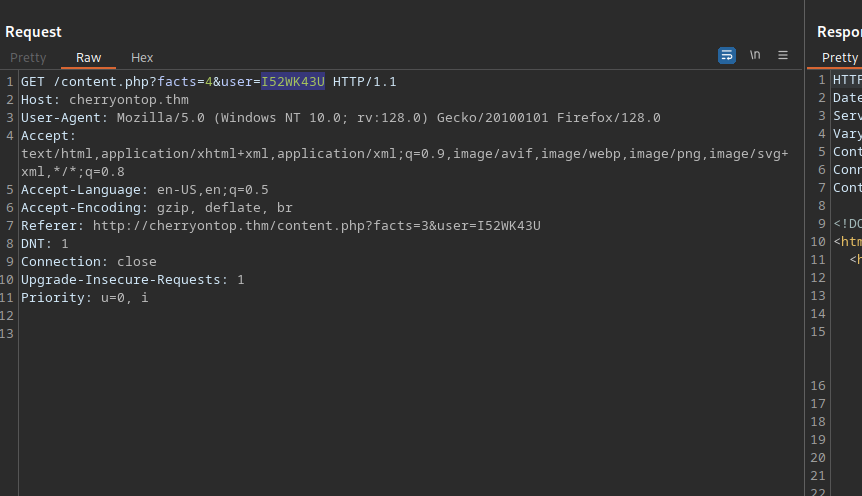 Request
Respo
Pretty
Raw
Hex
\n
Pretty
1 GET /content.php?facts=4&user=I52WK43U HTTP/1.1
2 Host: cherryontop.thm
3 User-Agent: Mozilla/5.0 (Windows NT 10.0; rv:128.0) Gecko/20100101 Firefox/128.0
4 Accept:
text/html,application/xhtml+xml,application/xml;q=0.9,image/avif,image/webp,image/png,image/svg+
xml,*/*;q=0.8
5 Accept-Language: en-US,en;q=0.5
6 Accept-Encoding: gzip, deflate, br
7 Referer: http://cherryontop.thm/content.php?facts=3&user=I52WK43U
8 DNT: 1
9 Connection: close
10 Upgrade-Insecure-Requests: 1
11 Priority: u=0, i
12
13
1 HTTP
2 Date
3 Serv
4 Vary
5 Cont
6 Conn
7 Cont
8
9 <!DO
10 <htm
11 <h
12
13
14
15
16
17
18
19
20
21
22